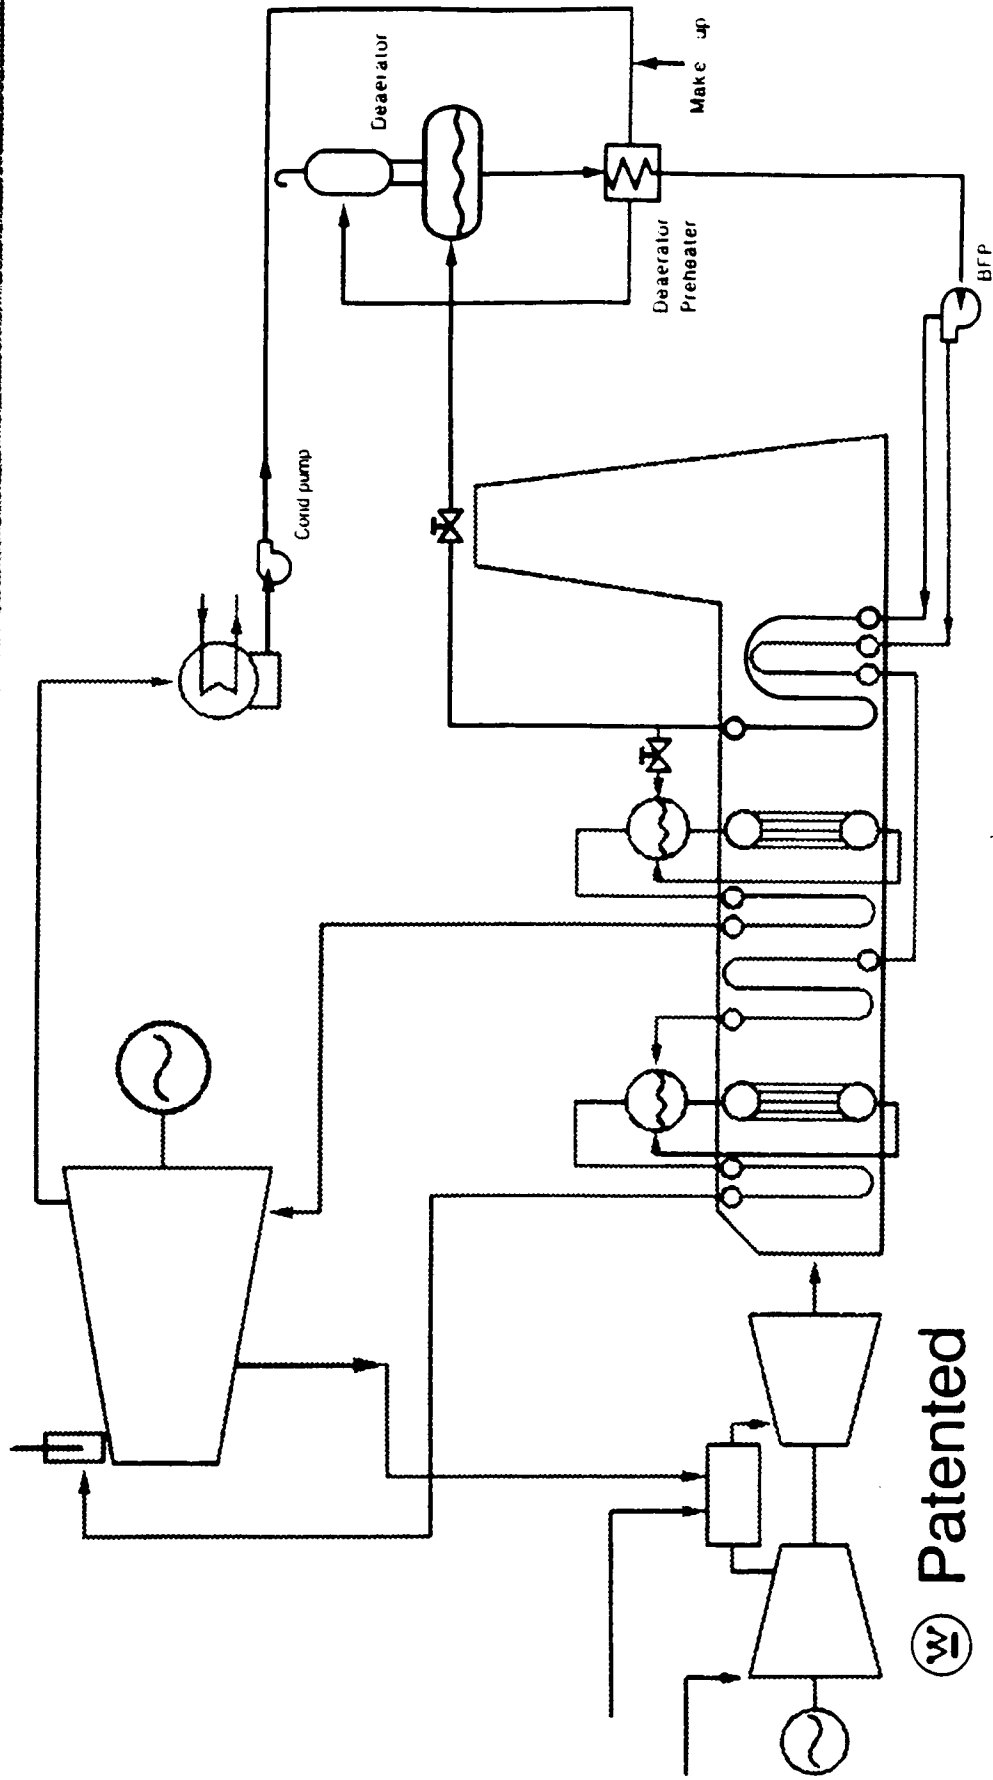 Deaerator
Make up
Deaerator
Preheater
BFP
Cond pump
W Patented